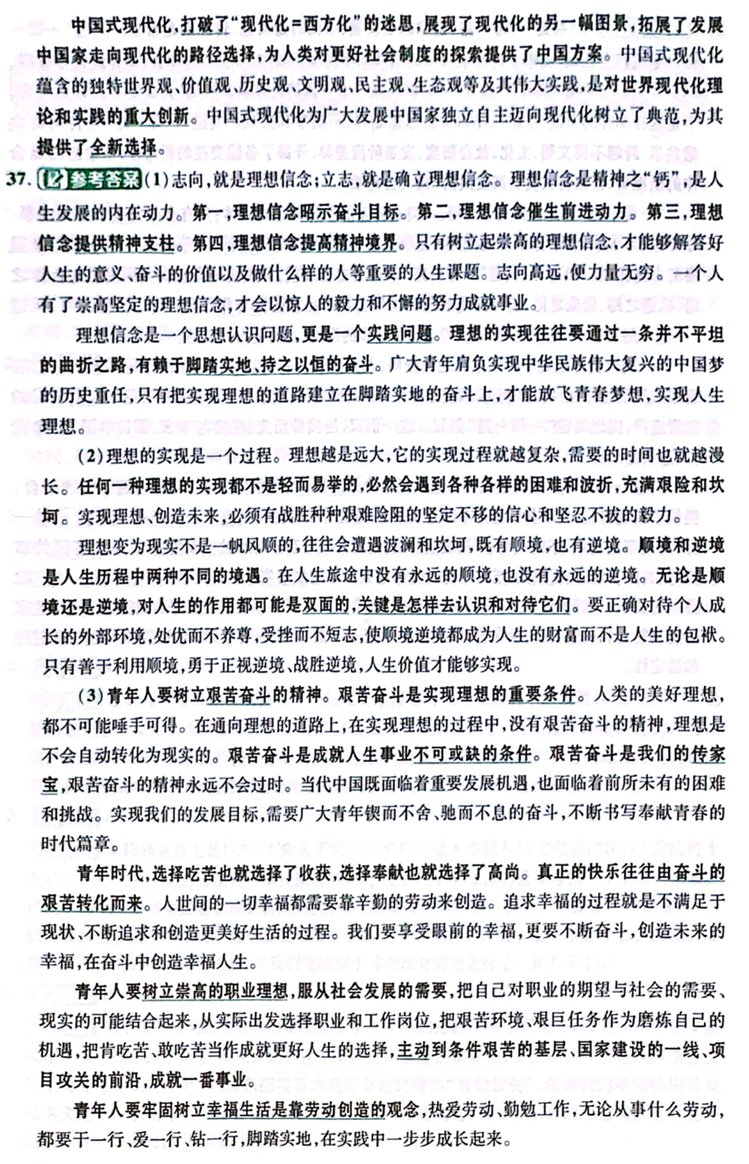 中国式现代化,打破了“现代化=西方化”的迷思,展现了现代化的另一幅图景,拓展了发展
中国家走向现代化的路径选择,为人类对更好社会制度的探索提供了中国方案。中国式现代化
蕴含的独特世界观、价值观、历史观、文明观、民主观、生态观等及其伟大实践,是对世界现代化理
论和实践的重大创新。中国式现代化为广大发展中国家独立自主迈向现代化树立了典范,为其
提供了全新选择。
37. 参考答案 (1)志向,就是理想信念;立志,就是确立理想信念。理想信念是精神之“钙”,是人
生发展的内在动力。第一,理想信念昭示奋斗目标。第二,理想信念催生前进动力。第三,理想
信念提供精神支柱。第四,理想信念提高精神境界。只有树立起崇高的理想信念,才能够解答好
人生的意义、奋斗的价值以及做什么样的人等重要的人生课题。志向高远,便力量无穷。一个人
有了崇高坚定的理想信念,才会以惊人的毅力和不懈的努力成就事业。
理想信念是一个思想认识问题,更是一个实践问题。理想的实现往往要通过一条并不平坦
的曲折之路,有赖于脚踏实地、持之以恒的奋斗。广大青年肩负实现中华民族伟大复兴的中国梦
的历史重任,只有把实现理想的道路建立在脚踏实地的奋斗上,才能放飞青春梦想,实现人生
理想。
(2)理想的实现是一个过程。理想越是远大,它的实现过程就越复杂,需要的时间也就越漫
长。任何一种理想的实现都不是轻而易举的,必然会遇到各种各样的困难和波折,充满艰险和坎
坷。实现理想、创造未来,必须有战胜种种艰难险阻的坚定不移的信心和坚忍不拔的毅力。
理想变为现实不是一帆风顺的,往往会遭遇波澜和坎坷,既有顺境,也有逆境。顺境和逆境
是人生历程中两种不同的境遇。在人生旅途中没有永远的顺境,也没有永远的逆境。无论是顺
境还是逆境,对人生的作用都可能是双面的,关键是怎样去认识和对待它们。要正确对待个人成
长的外部环境,处优而不养尊,受挫而不短志,使顺境逆境都成为人生的财富而不是人生的包袱。
只有善于利用顺境,勇于正视逆境、战胜逆境,人生价值才能够实现。
(3)青年人要树立艰苦奋斗的精神。艰苦奋斗是实现理想的重要条件。人类的美好理想,
都不可能唾手可得。在通向理想的道路上,在实现理想的过程中,没有艰苦奋斗的精神,理想是
不会自动转化为现实的。艰苦奋斗是成就人生事业不可或缺的条件。艰苦奋斗是我们的传家
宝,艰苦奋斗的精神永远不会过时。当代中国既面临着重要发展机遇,也面临着前所未有的困难
和挑战。实现我们的发展目标,需要广大青年锲而不舍、驰而不息的奋斗,不断书写奉献青春的
时代篇章。
青年时代,选择吃苦也就选择了收获,选择奉献也就选择了高尚。真正的快乐往往由奋斗的
艰苦转化而来。人世间的一切幸福都需要靠辛勤的劳动来创造。追求幸福的过程就是不满足于
现状、不断追求和创造更美好生活的过程。我们要享受眼前的幸福,更要不断奋斗,创造未来的
幸福,在奋斗中创造幸福人生。
青年人要树立崇高的职业理想,服从社会发展的需要,把自己对职业的期望与社会的需要、
现实的可能结合起来,从实际出发选择职业和工作岗位,把艰苦环境、艰巨任务作为磨炼自己的
机遇,把肯吃苦、敢吃苦当作成就更好人生的选择,主动到条件艰苦的基层、国家建设的一线、项
目攻关的前沿,成就一番事业。
青年人要牢固树立幸福生活是靠劳动创造的观念,热爱劳动、勤勉工作,无论从事什么劳动,
都要干一行、爱一行、钻一行,脚踏实地,在实践中一步步成长起来。